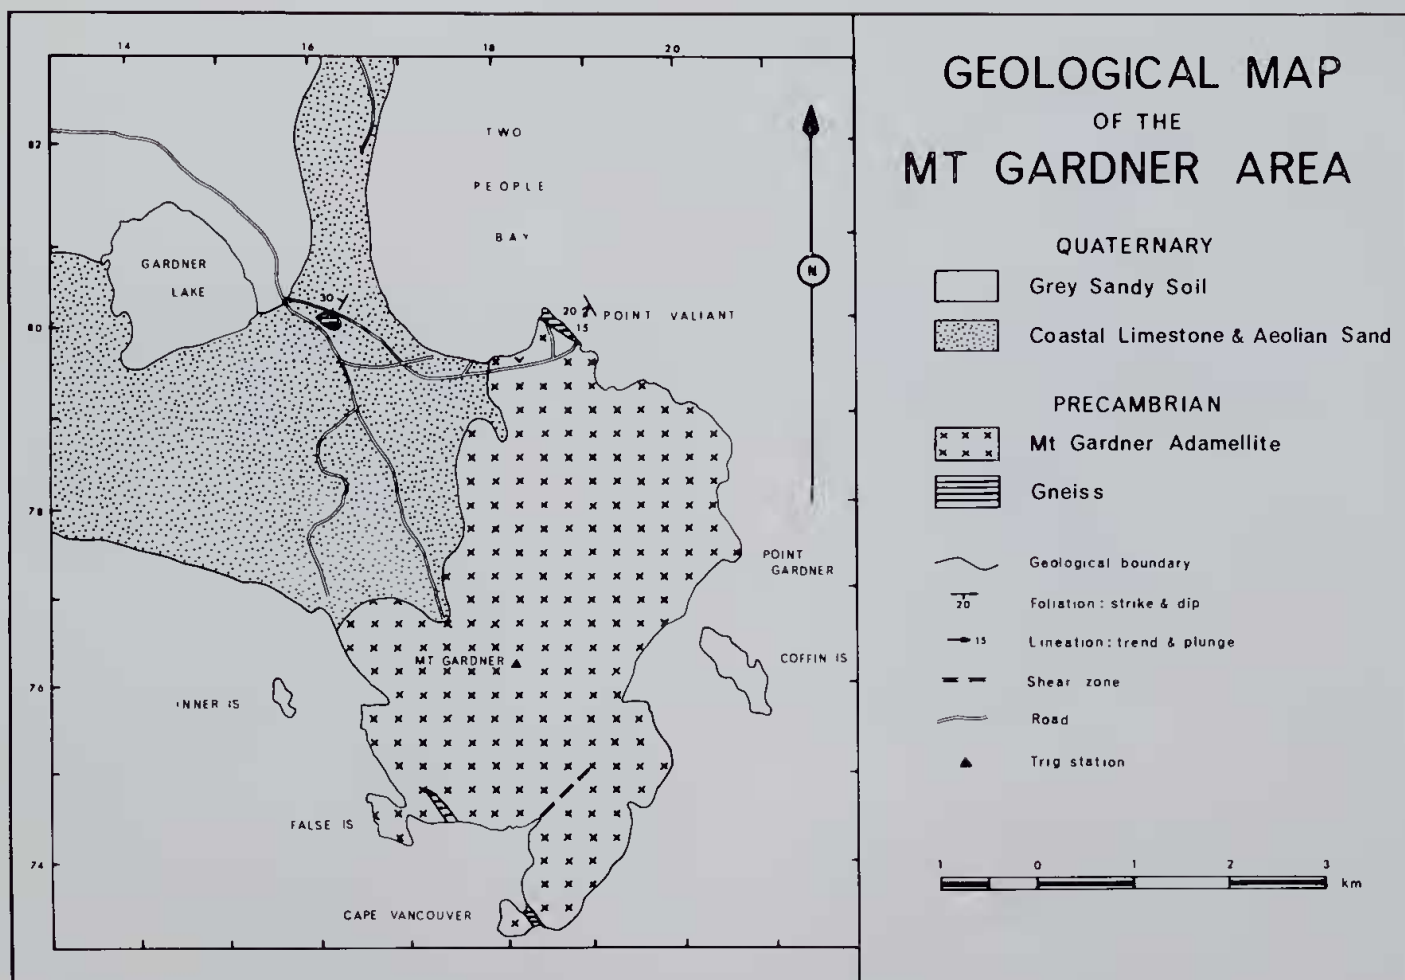 GEOLOGICAL MAP
OF THE
MT GARDNER AREA
QUATERNARY
Grey Sandy Soil
Coastal Limestone & Aeolian Sand
PRECAMBRIAN
Mt Gardner Adamellite
Gneiss
Geological boundary
20
Foliation: strike & dip
15
Lineation: trend & plunge
Shear zone
Road
Trig station
1 0 1 2 3 km
14 16 18 20
82
80
78
76
74
TWO
PEOPLE
BAY
N
GARDNER
LAKE
30
20
15
POINT VALIANT
POINT
GARDNER
MT GARDNER
COFFIN IS
INNER IS
FALSE IS
CAPE VANCOUVER